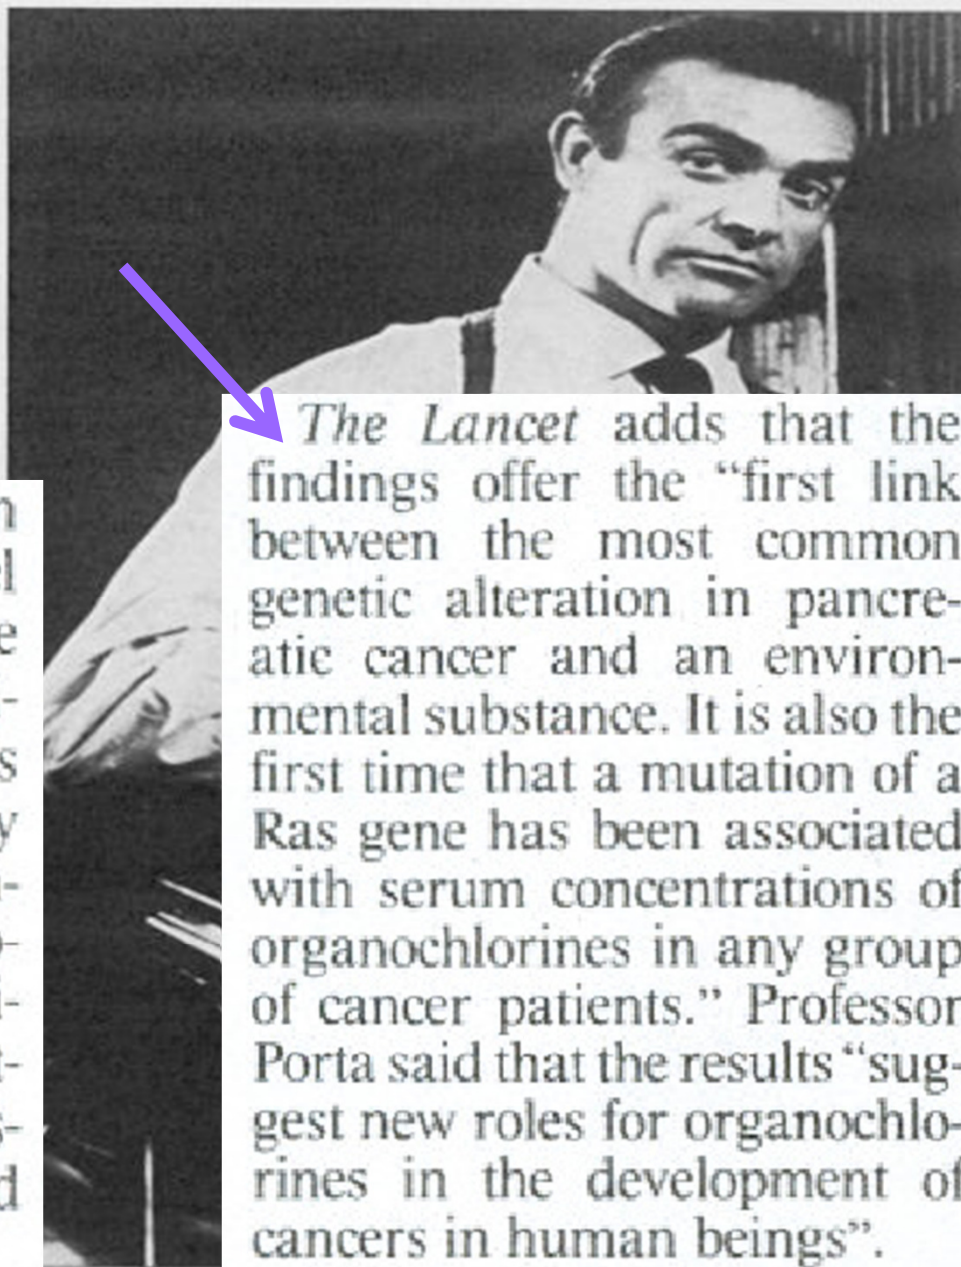 The Lancet adds that the
findings offer the “first link
between the most common
genetic alteration in pancre-
atic cancer and an environ-
mental substance. It is also the
first time that a mutation of a
Ras gene has been associated
with serum concentrations of
organochlorines in any group
of cancer patients.” Professor
Porta said that the results “sug-
gest new roles for organochlo-
rines in the development of
cancers in human beings”.